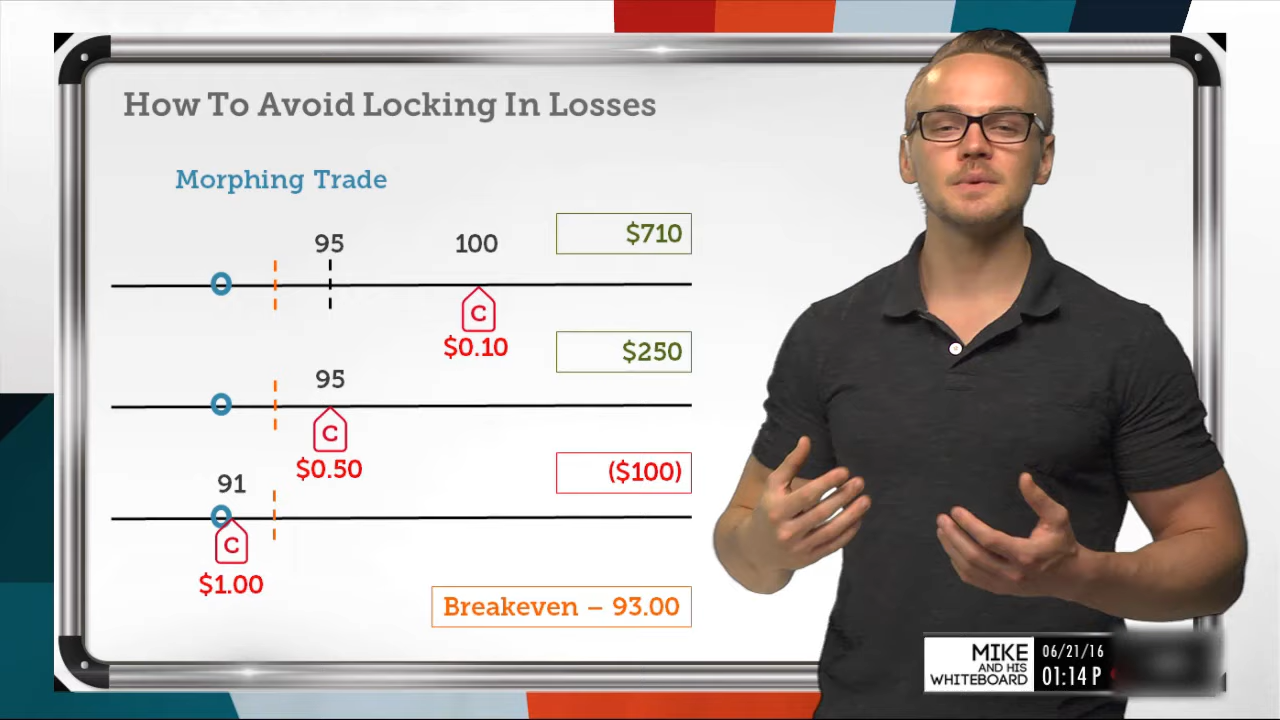 How To Avoid Locking In Losses
Morphing Trade
95
100
$710
C
$0.10
$250
95
C
$0.50
($100)
91
C
$1.00
Breakeven – 93.00
MIKE
AND HIS
WHITEBOARD
06/21/16
01:14 P